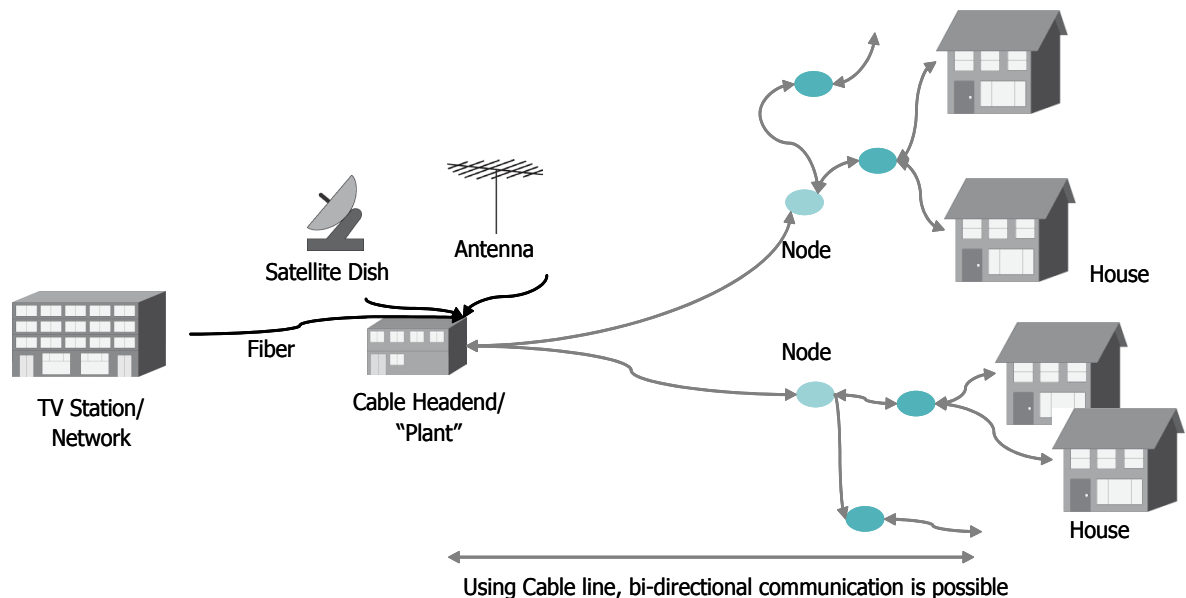 Antenna
Satellite Dish
Node
House
Fiber
Node
TV Station/
Network
Cable Headend/
“Plant”
House
Using Cable line, bi-directional communication is possible